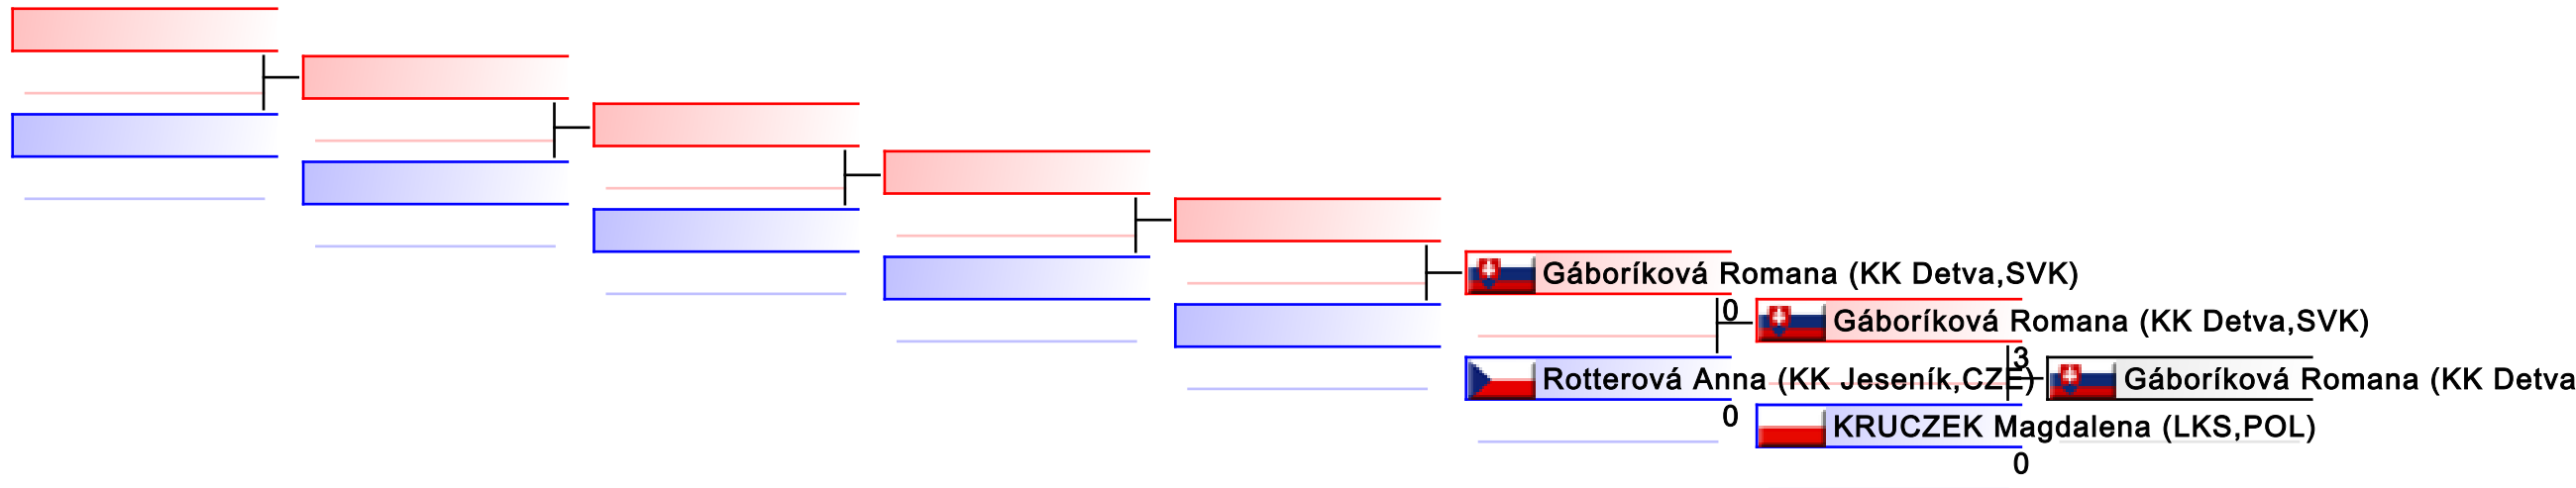 Gáboríková Romana (KK Detva,SVK)
0
Gáboríková Romana (KK Detva,SVK)
3
Rotterová Anna (KK Jeseník,CZE)
0
Gáboríková Romana (KK Detva
KRUCZEK Magdalena (LKS,POL)
0